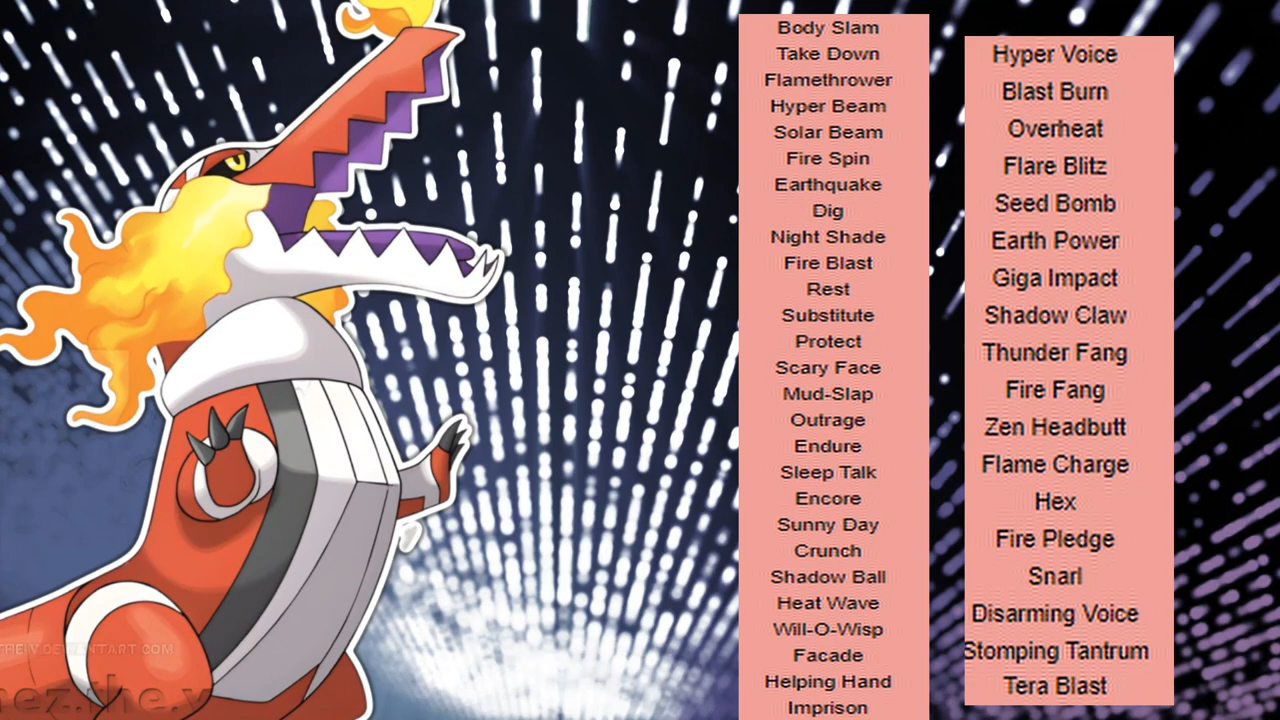 Body Slam
Take Down
Flamethrower
Hyper Beam
Solar Beam
Fire Spin
Earthquake
Dig
Night Shade
Fire Blast
Rest
Substitute
Protect
Scary Face
Mud-Slap
Outrage
Endure
Sleep Talk
Encore
Sunny Day
Crunch
Shadow Ball
Heat Wave
Will-O-Wisp
Facade
Helping Hand
Imprison
Hyper Voice
Blast Burn
Overheat
Flare Blitz
Seed Bomb
Earth Power
Giga Impact
Shadow Claw
Thunder Fang
Fire Fang
Zen Headbutt
Flame Charge
Hex
Fire Pledge
Snarl
Disarming Voice
Stomping Tantrum
Tera Blast